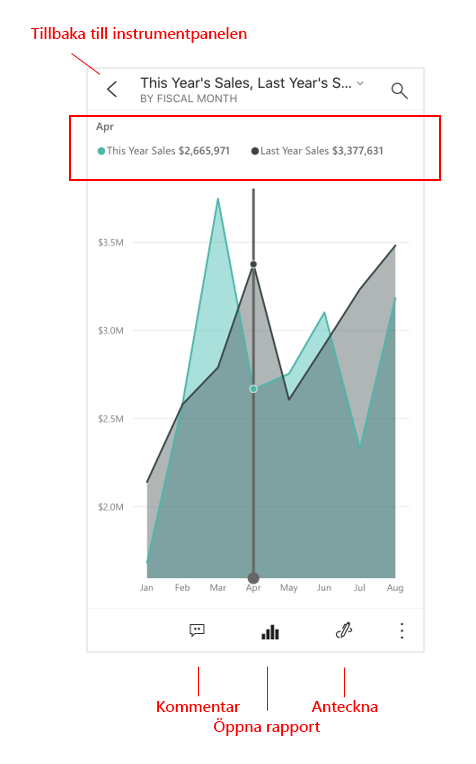 Tillbaka till instrumentpanelen
This Year's Sales, Last Year's S...
BY FISCAL MONTH
Apr
This Year Sales $2,665,971 Last Year Sales $3,377,631
$3.5M
$3.0M
$2.5M
$2.0M
Jan Feb Mar Apr May Jun Jul Aug
Kommentar Anteckna
Öppna rapport